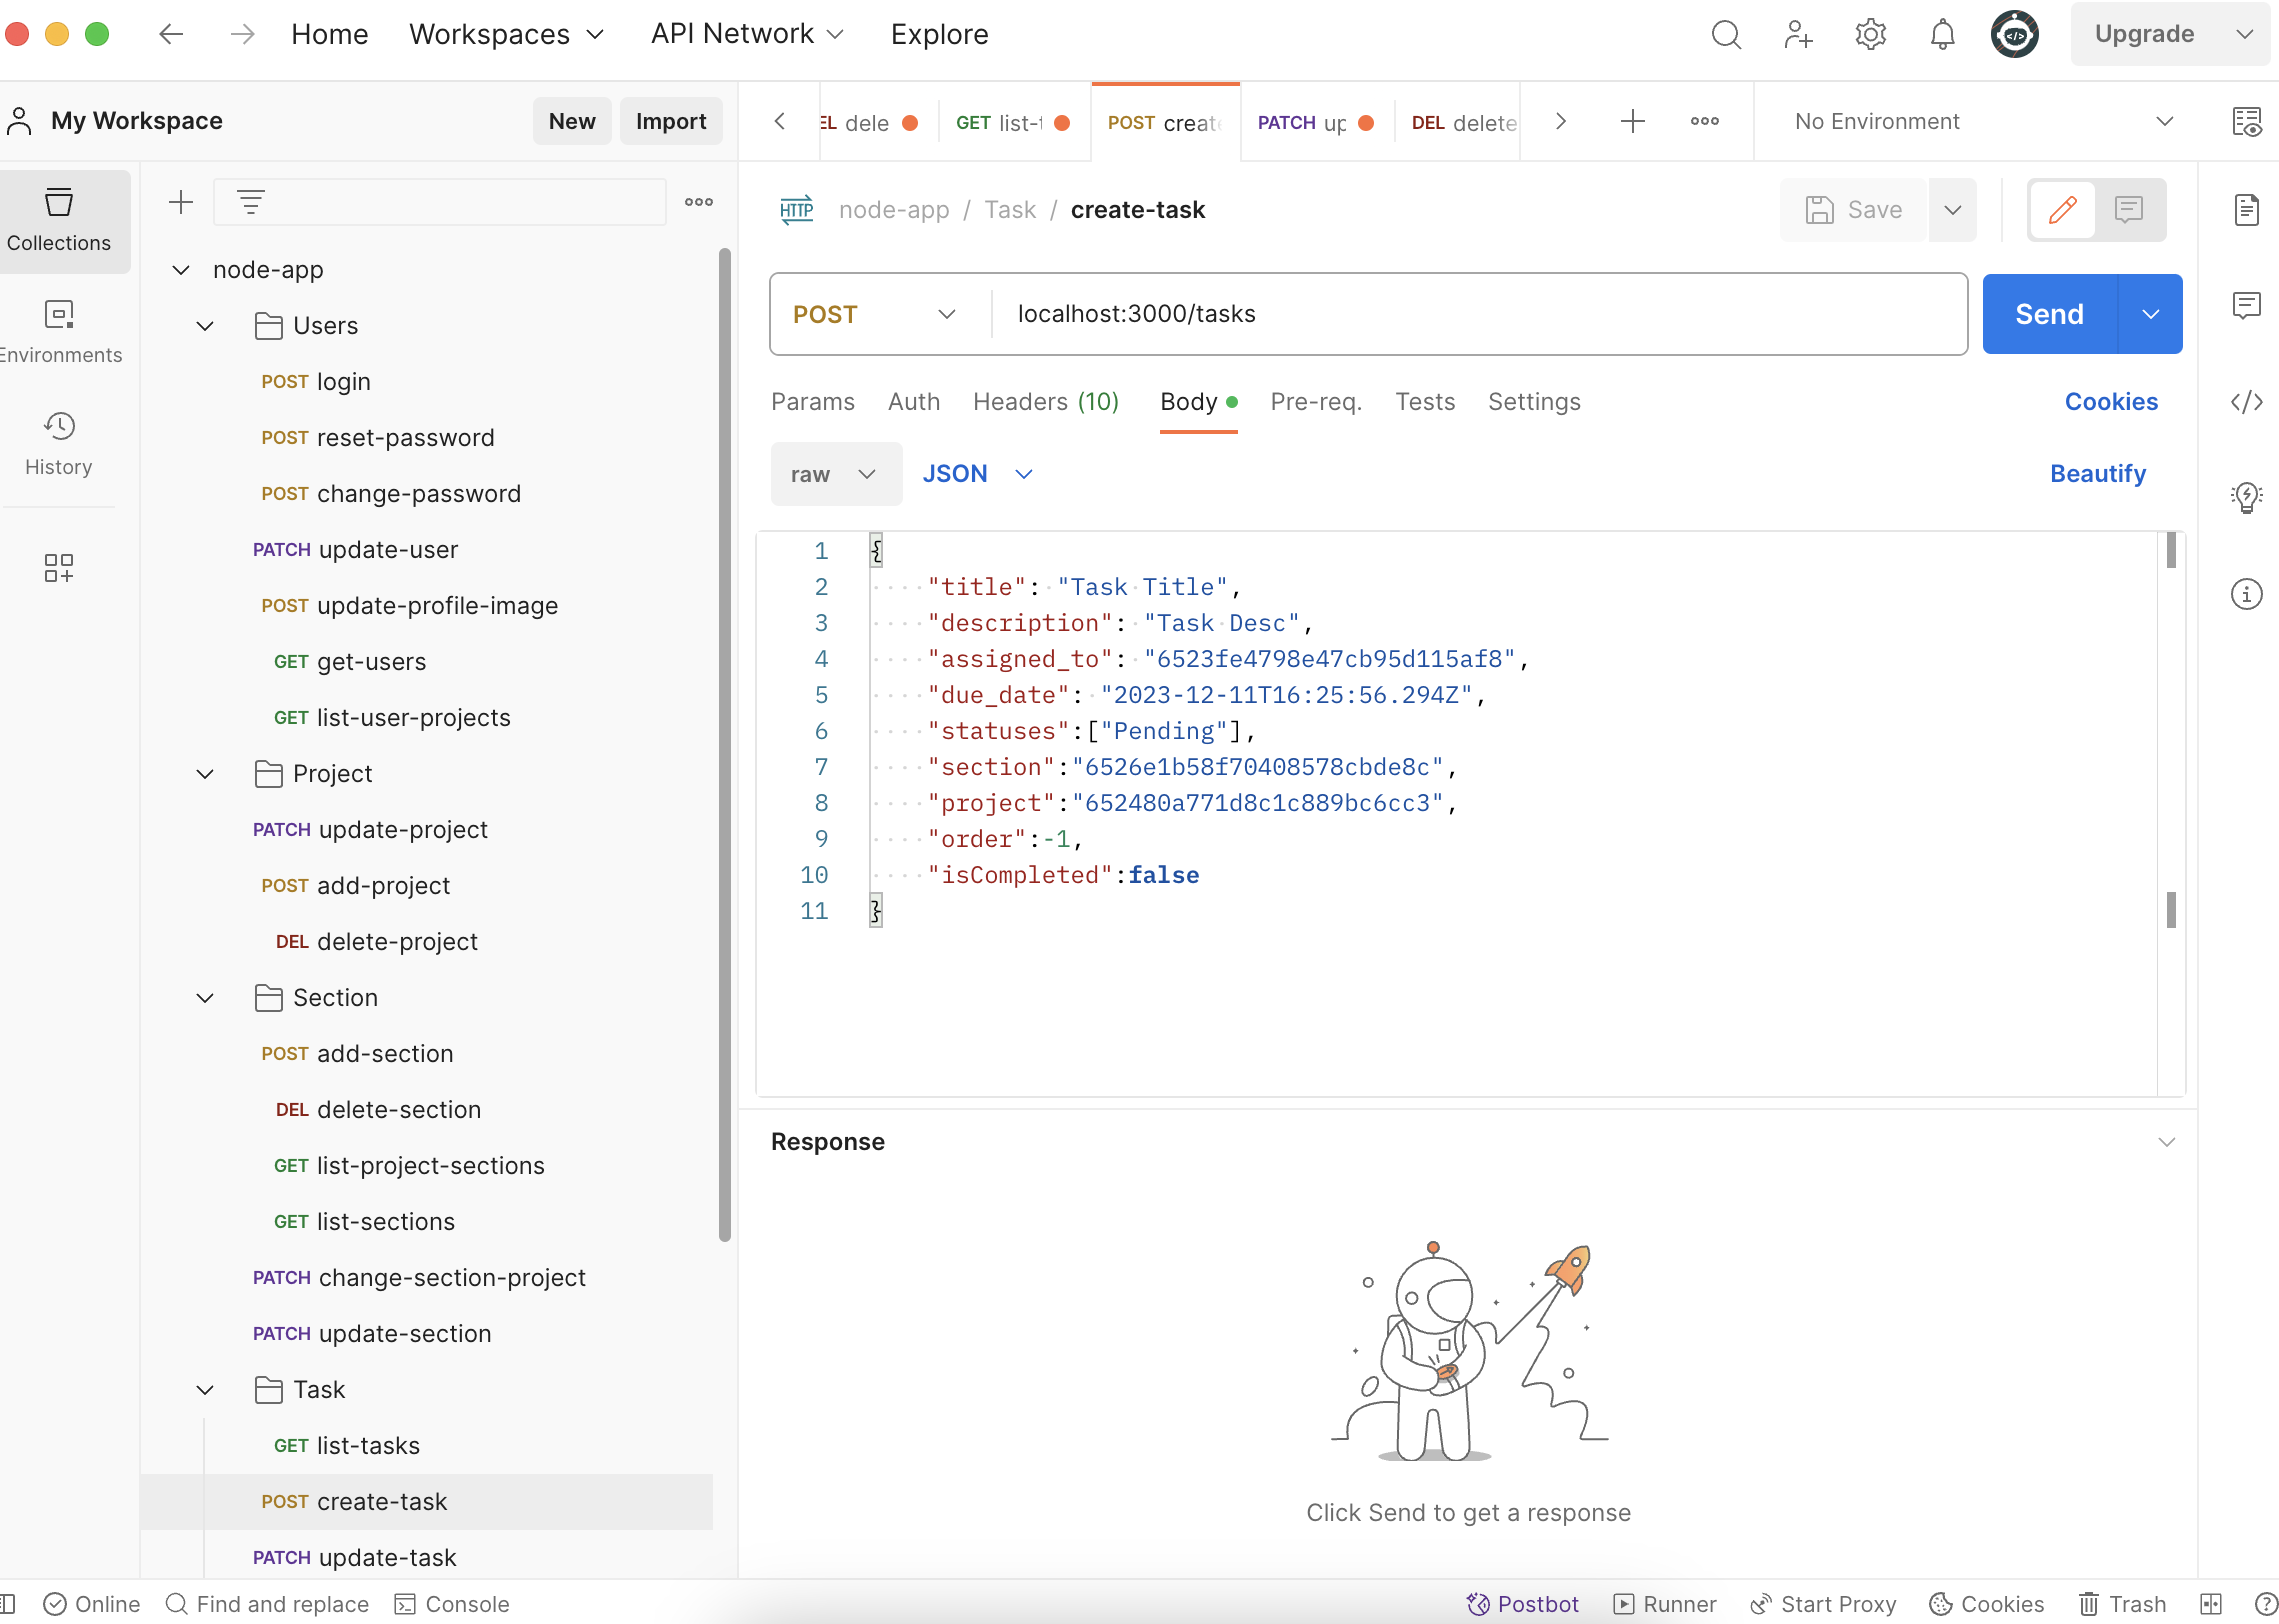 Home Workspaces API Network Explore Upgrade
My Workspace New Import
dele GET list- POST PATCH DEL delete No Environment
Collections
Environments
History
node-app
Users
POST login
POST reset-password
POST change-password
PATCH update-user
POST update-profile-image
GET get-users
GET list-user-projects
Project
PATCH update-project
POST add-project
DEL delete-project
Section
POST add-section
DEL delete-section
GET list-project-sections
GET list-sections
PATCH change-section-project
PATCH update-section
Task
GET list-tasks
POST create-task
PATCH update-task
HTTP node-app / Task / create-task Save
POST localhost:3000/tasks Send
Params Auth Headers (10) Body Pre-req. Tests Settings Cookies
raw JSON Beautify
1 {
2 "title": "Task Title",
3 "description": "Task Desc",
4 "assigned_to": "6523fe4798e47cb95d115af8",
5 "due_date": "2023-12-11T16:25:56.294Z",
6 "statuses":["Pending"],
7 "section":"6526e1b58f70408578cbde8c",
8 "project":"652480a771d8c1c889bc6cc3",
9 "order":-1,
10 "isCompleted":false
11 }
Response
Click Send to get a response
Online Find and replace Console Postbot Runner Start Proxy Cookies Trash